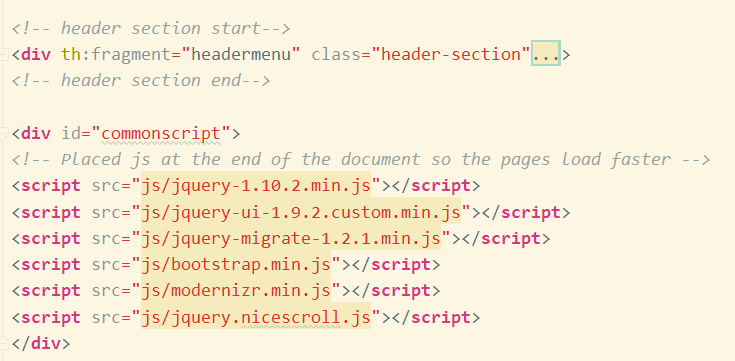 <!-- header section start-->
<div th:fragment="headermenu" class="header-section"...>
<!-- header section end-->
<div id="commonscript">
<!-- Placed js at the end of the document so the pages load faster -->
<script src="js/jquery-1.10.2.min.js"></script>
<script src="js/jquery-ui-1.9.2.custom.min.js"></script>
<script src="js/jquery-migrate-1.2.1.min.js"></script>
<script src="js/bootstrap.min.js"></script>
<script src="js/modernizr.min.js"></script>
<script src="js/jquery.nicescroll.js"></script>
</div>